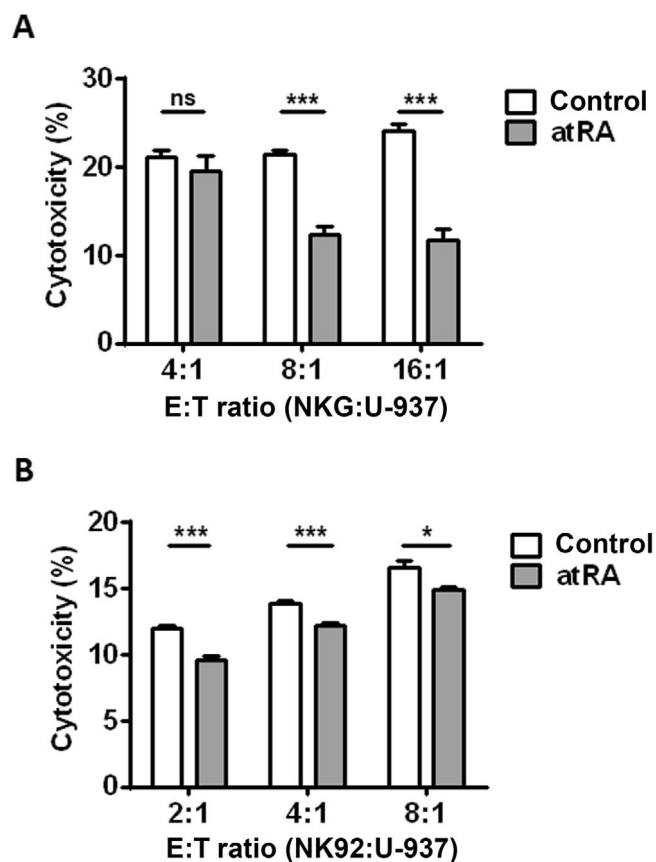 A
Cytotoxicity (%)
30
20
10
0
ns
***
***
Control
atRA
4:1
8:1
16:1
E:T ratio (NKG:U-937)
B
Cytotoxicity (%)
20
15
10
5
0
***
***
*
Control
atRA
2:1
4:1
8:1
E:T ratio (NK92:U-937)